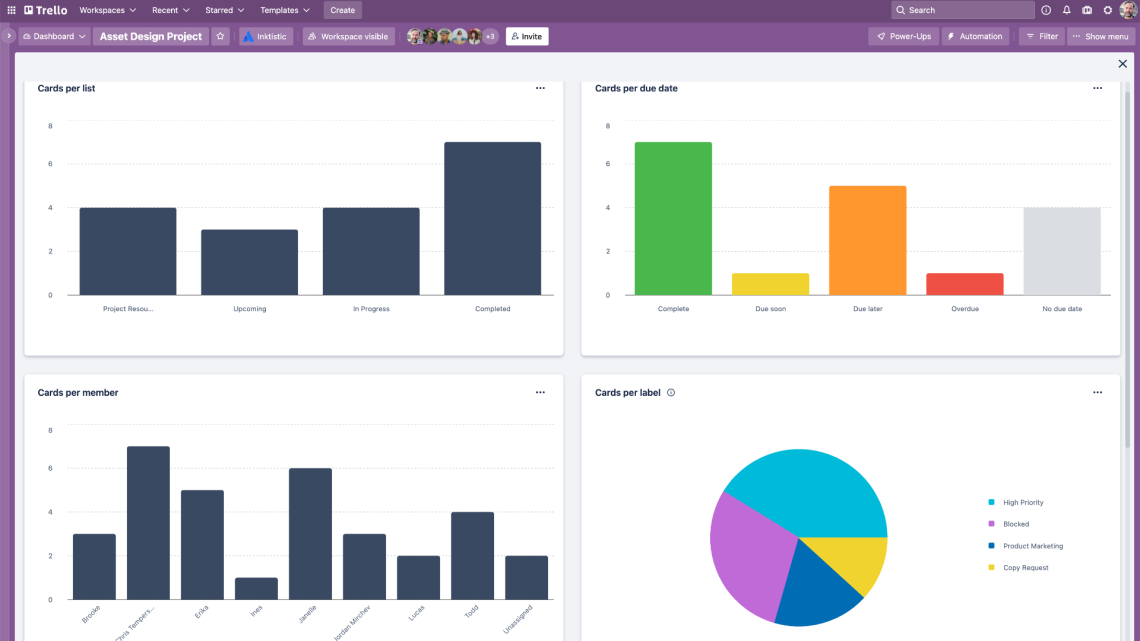 Trello Workspaces Recent Starred Templates Create Search
Dashboard Asset Design Project Inktistic Workspace visible +3 Invite Power-Ups Automation Filter Show menu
Cards per list
8
6
4
2
0
Project Resou...
Upcoming
In Progress
Completed
Cards per due date
8
6
4
2
0
Complete
Due soon
Due later
Overdue
No due date
Cards per member
8
6
4
2
0
Brooke
Chris Tempers...
Erika
Ines
Janelle
Jordan Mirchev
Lucas
Todd
Unassigned
Cards per label
High Priority
Blocked
Product Marketing
Copy Request